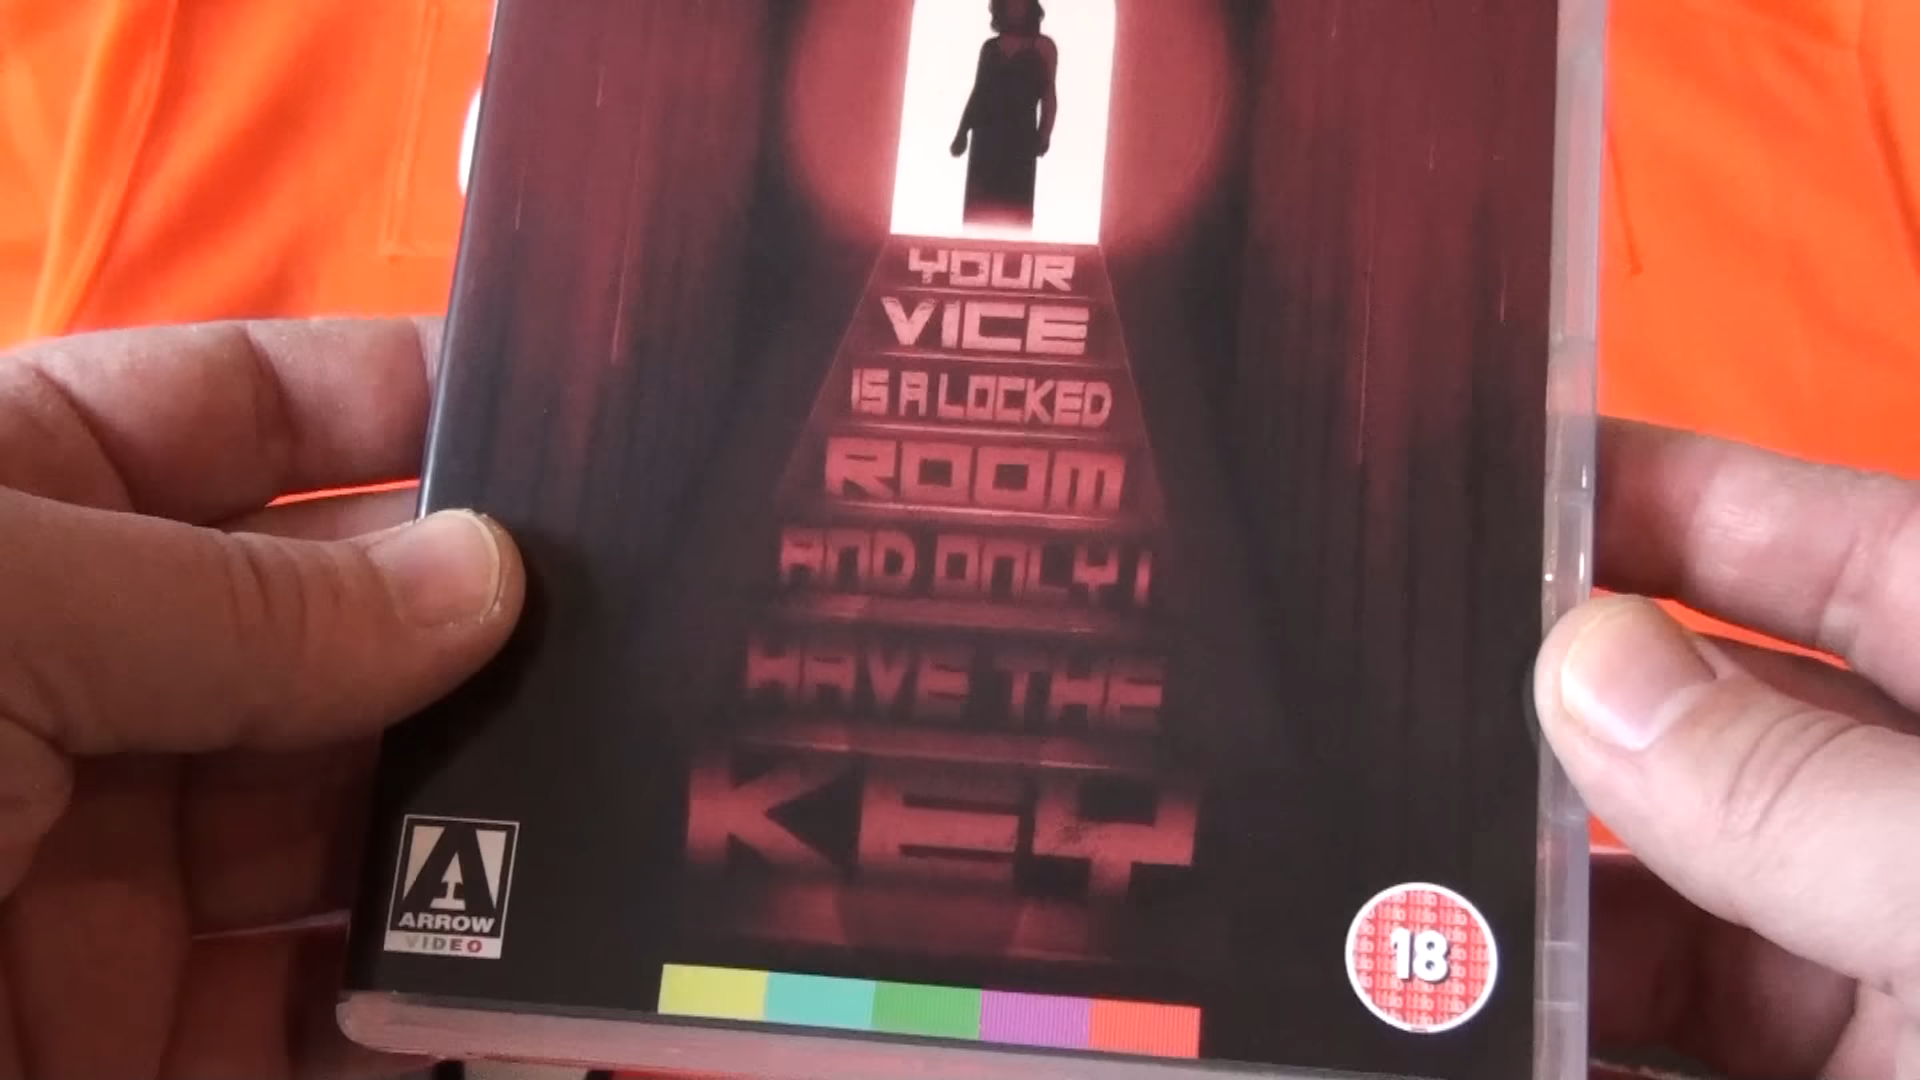 YOUR
VICE
IS A LOCKED
ROOM
AND ONLY I
HAVE THE
KEY
ARROW
VIDEO
18